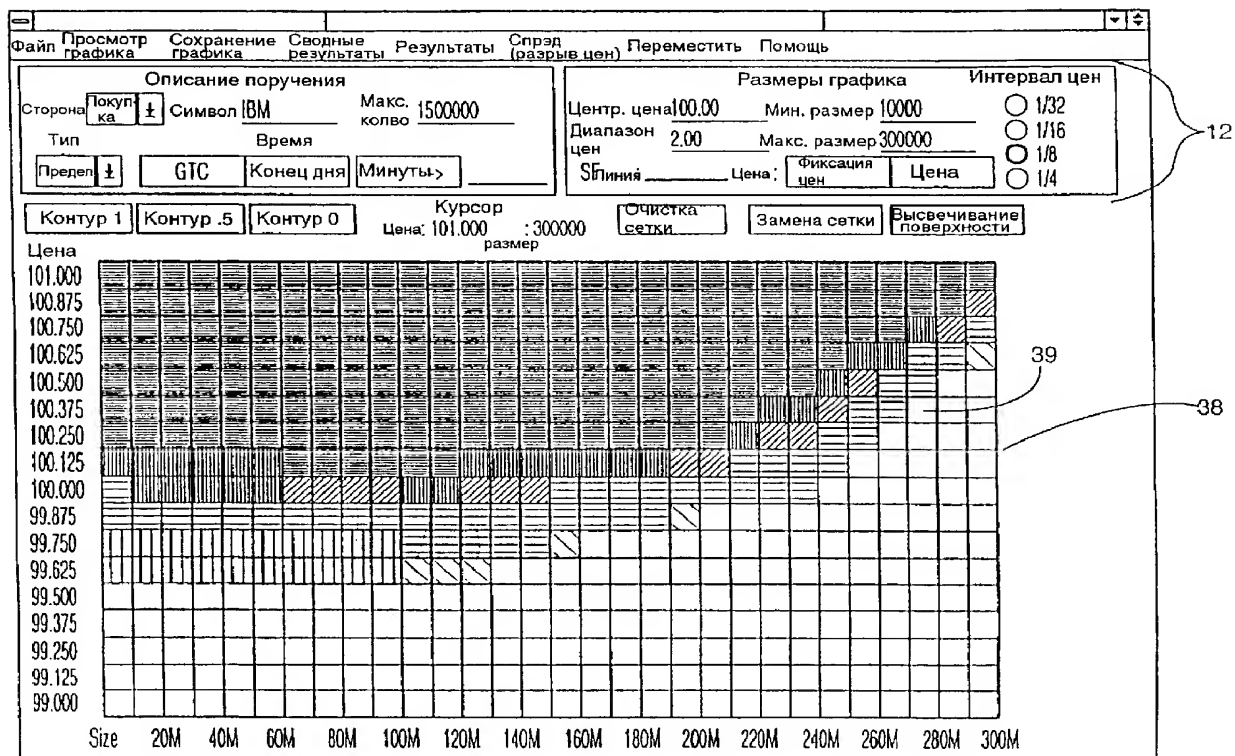 Файл Просмотр графика Сохранение графика Сводные результаты Результаты Спрэд (разрыв цен) Переместить Помощь
Описание поручения
Сторона Покупка Символ IBM Макс. колво 1500000
Тип Время
Предел GTC Конец дня Минуты->
Размеры графика Интервал цен
Центр. цена 100.00 Мин. размер 10000
Диапазон цен 2.00 Макс. размер 300000
линия Цена: Фиксация цен Цена
1/32
1/16
1/8
1/4
12
Контур 1 Контур .5 Контур 0 Курсор Очистка сетки Замена сетки Высвечивание поверхности
Цена: 101.000 : 300000
размер
Цена
101.000
100.875
100.750
100.625
100.500
100.375
100.250
100.125
100.000
99.875
99.750
99.625
99.500
99.375
99.250
99.125
99.000
39
38
Size 20M 40M 60M 80M 100M 120M 140M 160M 180M 200M 220M 240M 260M 280M 300M